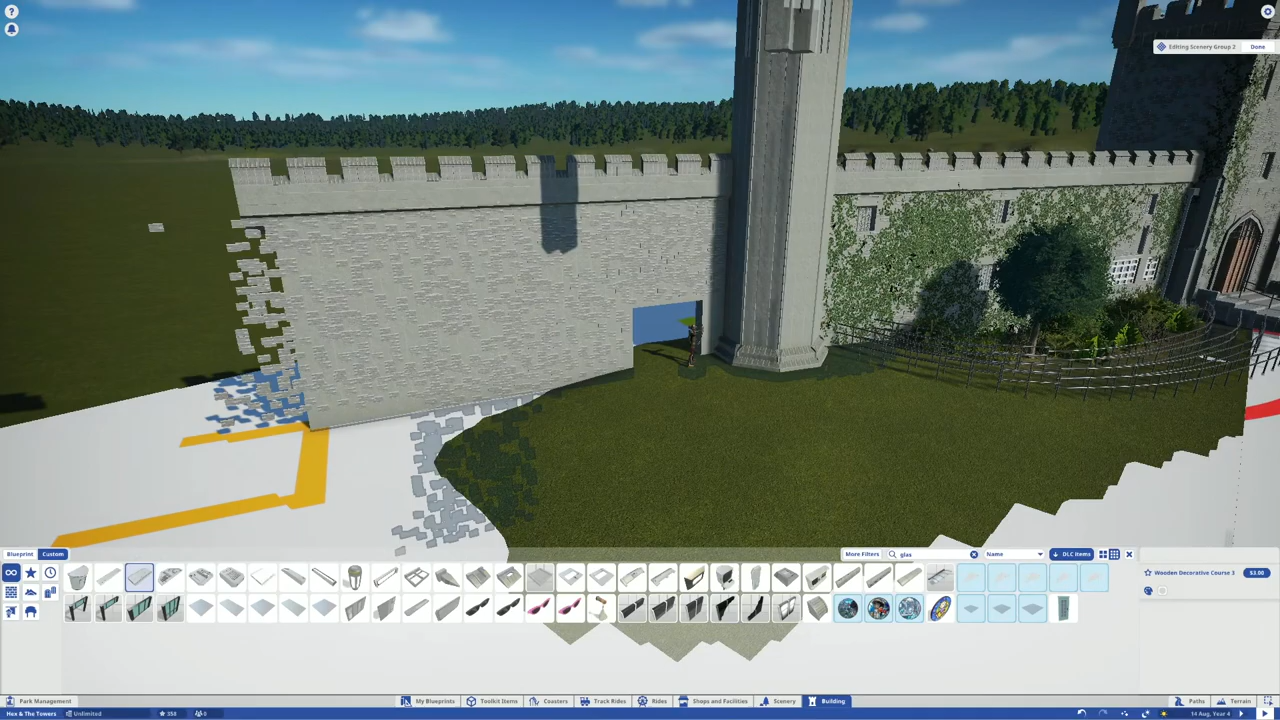 ?
Editing Scenery Group 2 Done
Blueprint Custom
More Filters glas Name DLC Items
Wooden Decorative Course 3 $3.00
Park Management My Blueprints Toolkit Items Coasters Track Rides Rides Shops and Facilities Scenery Building Paths Terrain
Hex & The Towers Unlimited 358 0 14 Aug, Year 4